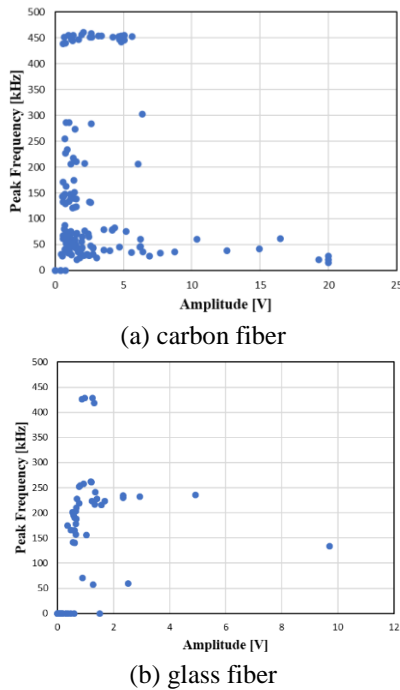 500
450
400
350
300
250
200
150
100
50
0
Peak Frequency [kHz]
0 5 10 15 20 25
Amplitude [V]
(a) carbon fiber
500
450
400
350
300
250
200
150
100
50
0
Peak Frequency [kHz]
0 2 4 6 8 10 12
Amplitude [V]
(b) glass fiber